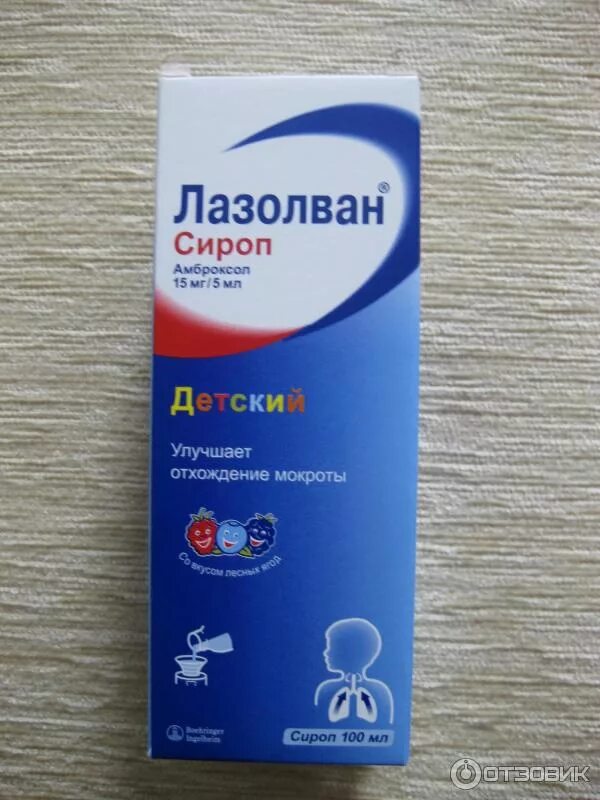 Лазолван®
Сироп
Амброксол
15 мг/5 мл
Детский
Улучшает
отхождение мокроты
Со вкусом лесных ягод
Boehringer
Ingelheim
Сироп 100 мл
ОТЗОВИК